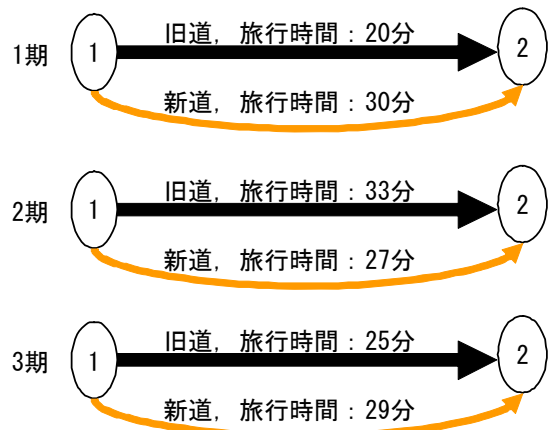 旧道, 旅行時間：20分
1期 1 2
新道, 旅行時間：30分
旧道, 旅行時間：33分
2期 1 2
新道, 旅行時間：27分
旧道, 旅行時間：25分
3期 1 2
新道, 旅行時間：29分